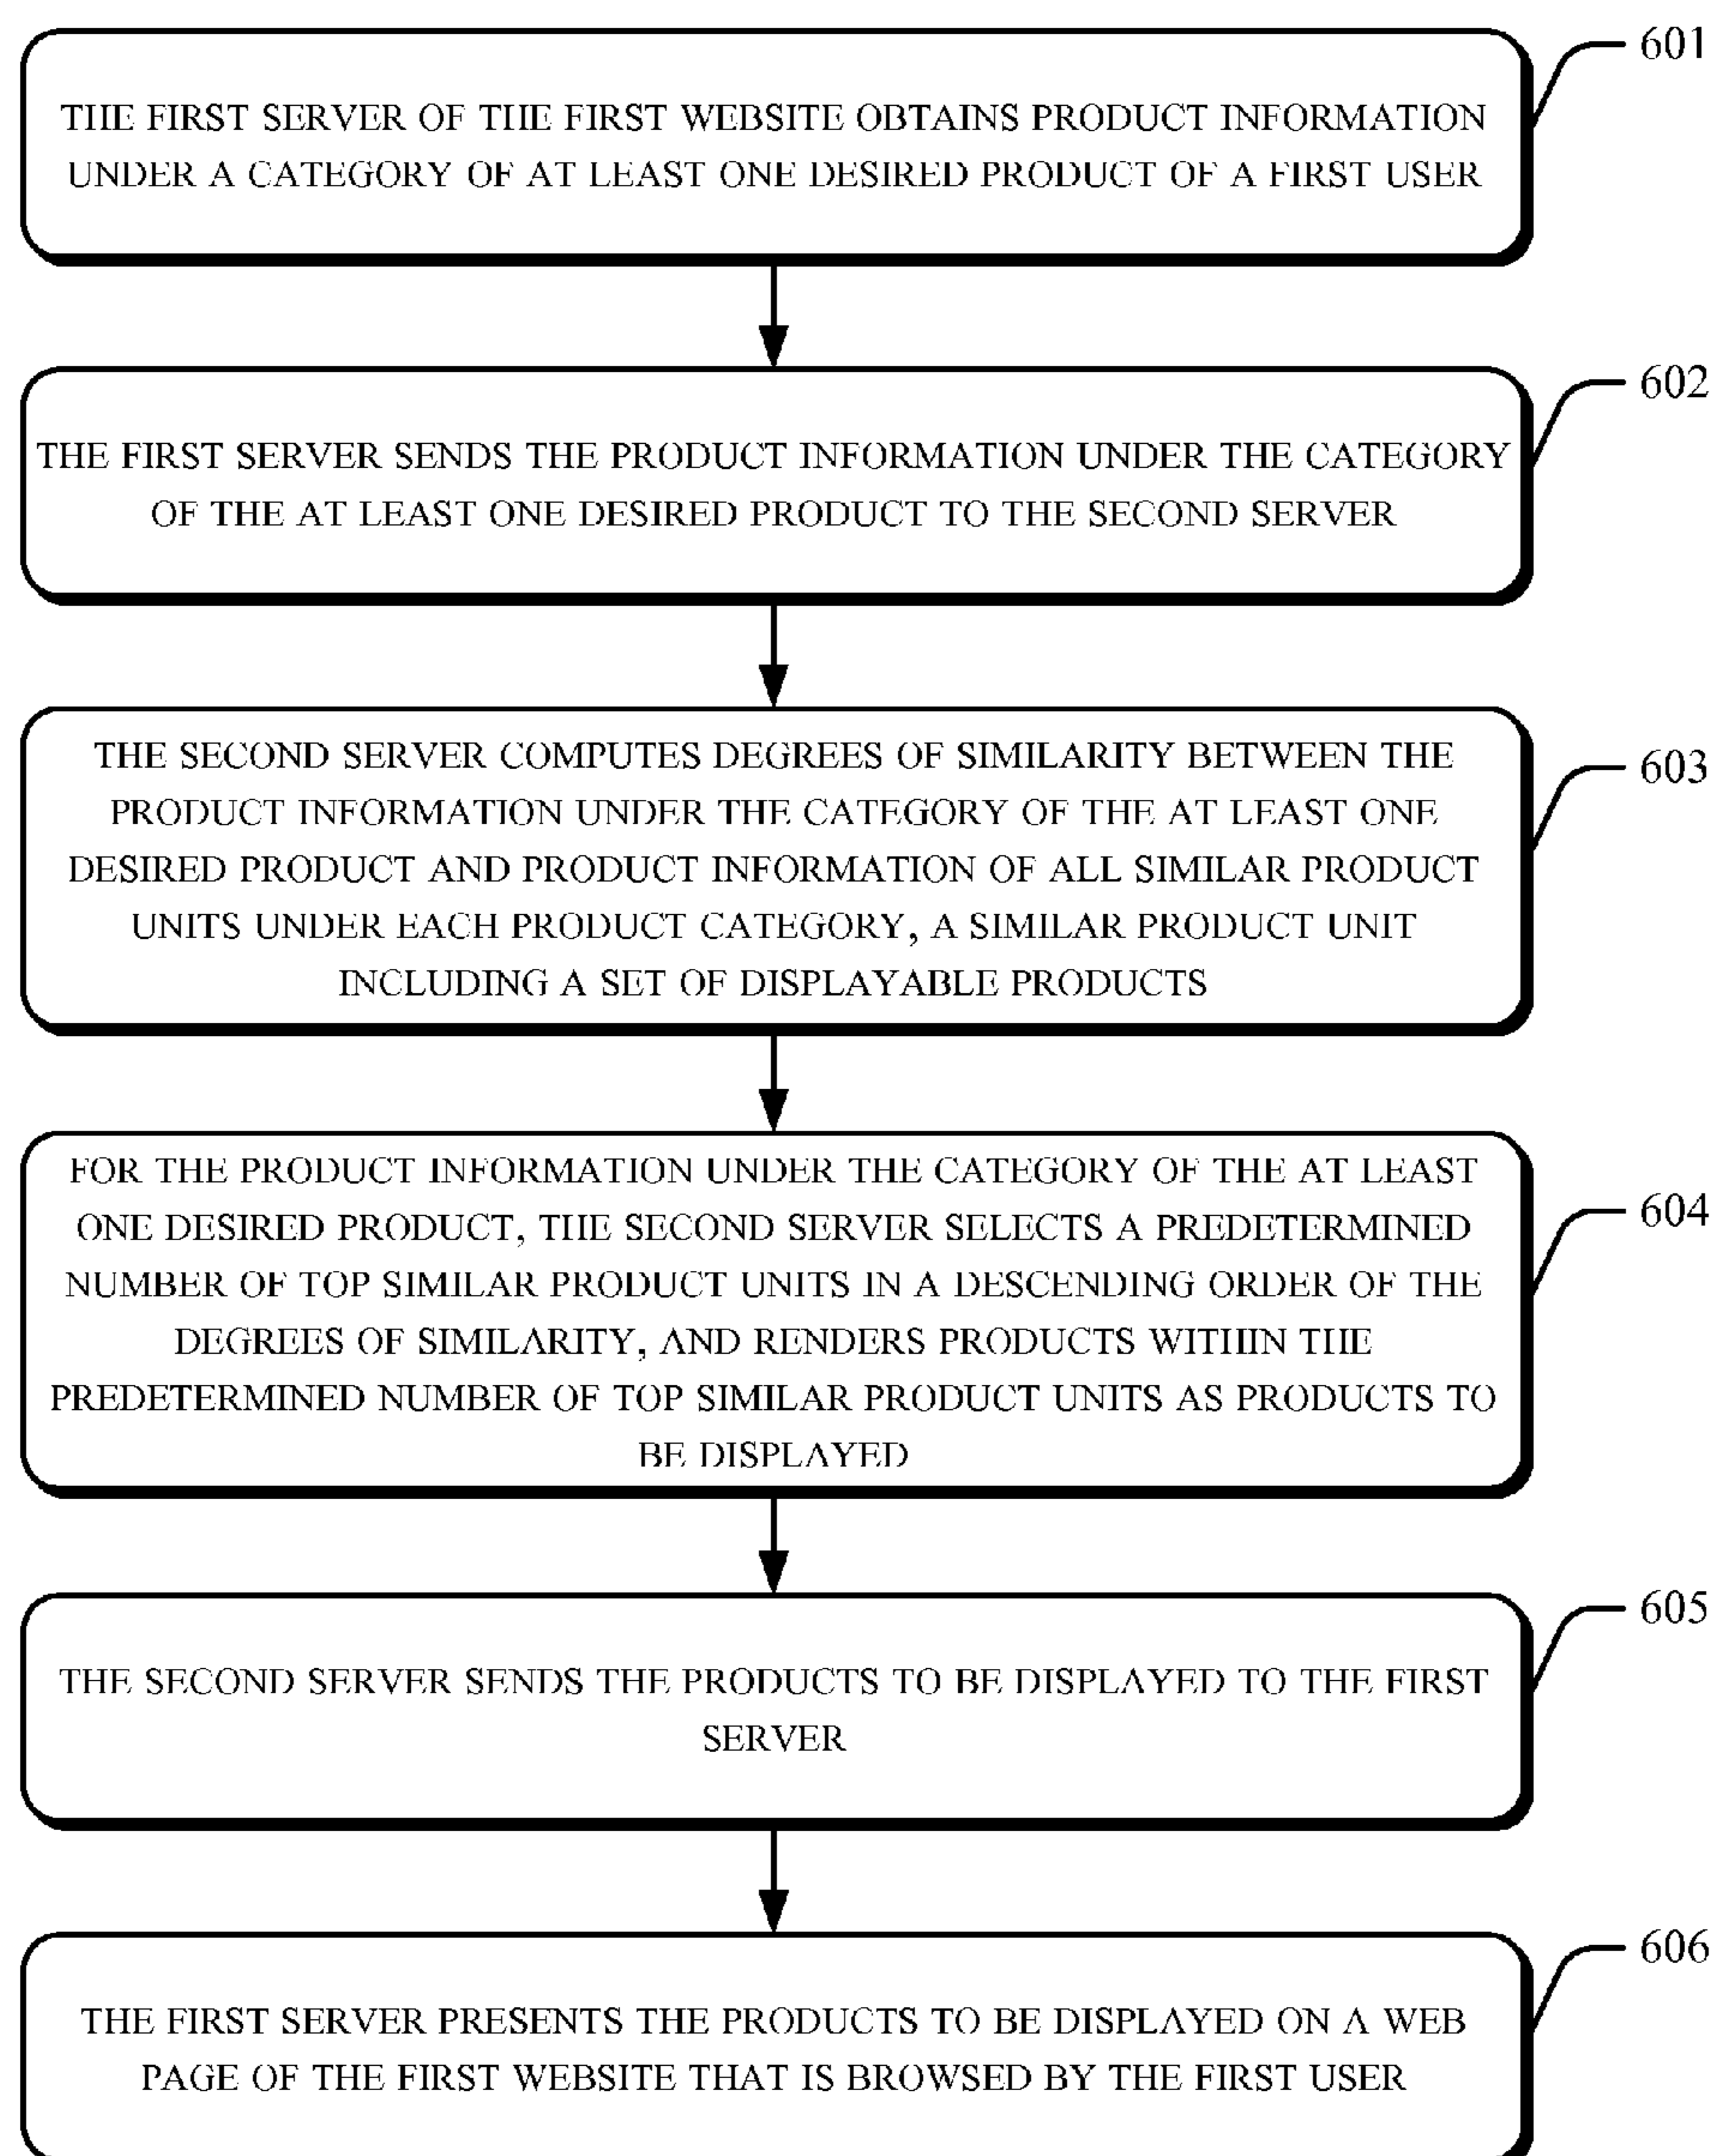 601
THE FIRST SERVER OF THE FIRST WEBSITE OBTAINS PRODUCT INFORMATION
UNDER A CATEGORY OF AT LEAST ONE DESIRED PRODUCT OF A FIRST USER
602
THE FIRST SERVER SENDS THE PRODUCT INFORMATION UNDER THE CATEGORY
OF THE AT LEAST ONE DESIRED PRODUCT TO THE SECOND SERVER
603
THE SECOND SERVER COMPUTES DEGREES OF SIMILARITY BETWEEN THE
PRODUCT INFORMATION UNDER THE CATEGORY OF THE AT LEAST ONE
DESIRED PRODUCT AND PRODUCT INFORMATION OF ALL SIMILAR PRODUCT
UNITS UNDER EACH PRODUCT CATEGORY, A SIMILAR PRODUCT UNIT
INCLUDING A SET OF DISPLAYABLE PRODUCTS
604
FOR THE PRODUCT INFORMATION UNDER THE CATEGORY OF THE AT LEAST
ONE DESIRED PRODUCT, THE SECOND SERVER SELECTS A PREDETERMINED
NUMBER OF TOP SIMILAR PRODUCT UNITS IN A DESCENDING ORDER OF THE
DEGREES OF SIMILARITY, AND RENDERS PRODUCTS WITHIN THE
PREDETERMINED NUMBER OF TOP SIMILAR PRODUCT UNITS AS PRODUCTS TO
BE DISPLAYED
605
THE SECOND SERVER SENDS THE PRODUCTS TO BE DISPLAYED TO THE FIRST
SERVER
606
THE FIRST SERVER PRESENTS THE PRODUCTS TO BE DISPLAYED ON A WEB
PAGE OF THE FIRST WEBSITE THAT IS BROWSED BY THE FIRST USER